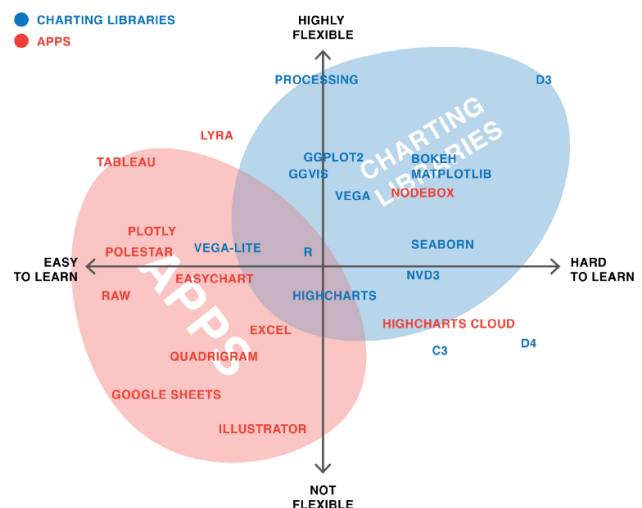 CHARTING LIBRARIES
APPS
HIGHLY
FLEXIBLE
PROCESSING
D3
CHARTING
LIBRARIES
LYRA
GGPLOT2
BOKEH
TABLEAU
GGVIS
MATPLOTLIB
VEGA
NODEBOX
PLOTLY
POLESTAR
VEGA-LITE
R
SEABORN
EASY
TO LEARN
HARD
TO LEARN
APPS
EASYCHART
NVD3
RAW
HIGHCHARTS
EXCEL
HIGHCHARTS CLOUD
QUADRIGRAM
C3
D4
GOOGLE SHEETS
ILLUSTRATOR
NOT
FLEXIBLE